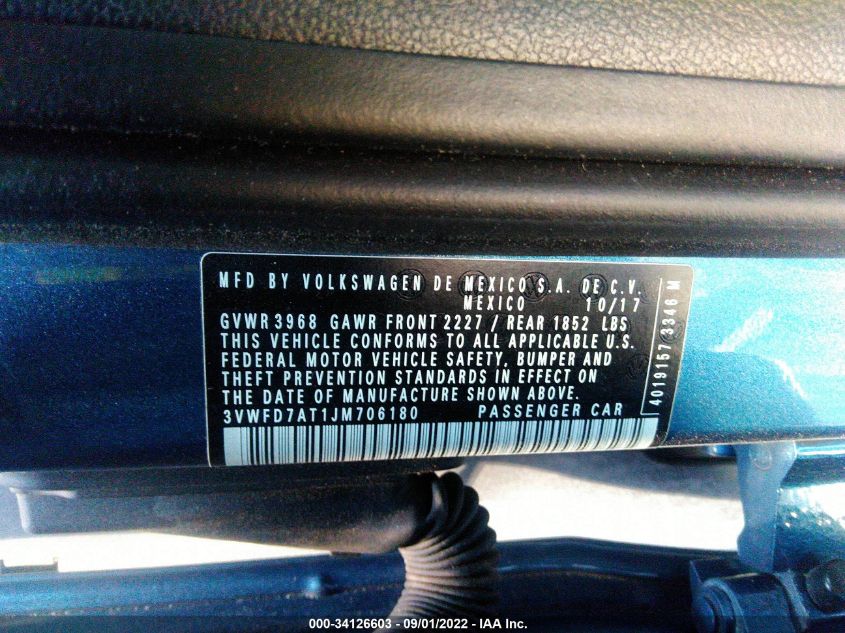 MFD BY VOLKSWAGEN DE MEXICO S.A. DE C.V.
MEXICO 10/17
GVWR 3968 GAWR FRONT 2227 / REAR 1852 LBS
THIS VEHICLE CONFORMS TO ALL APPLICABLE U.S.
FEDERAL MOTOR VEHICLE SAFETY, BUMPER AND
THEFT PREVENTION STANDARDS IN EFFECT ON
THE DATE OF MANUFACTURE SHOWN ABOVE.
3VWFD7AT1JM706180 PASSENGER CAR
4019157 3346 M
000-34126603 - 09/01/2022 - IAA Inc.